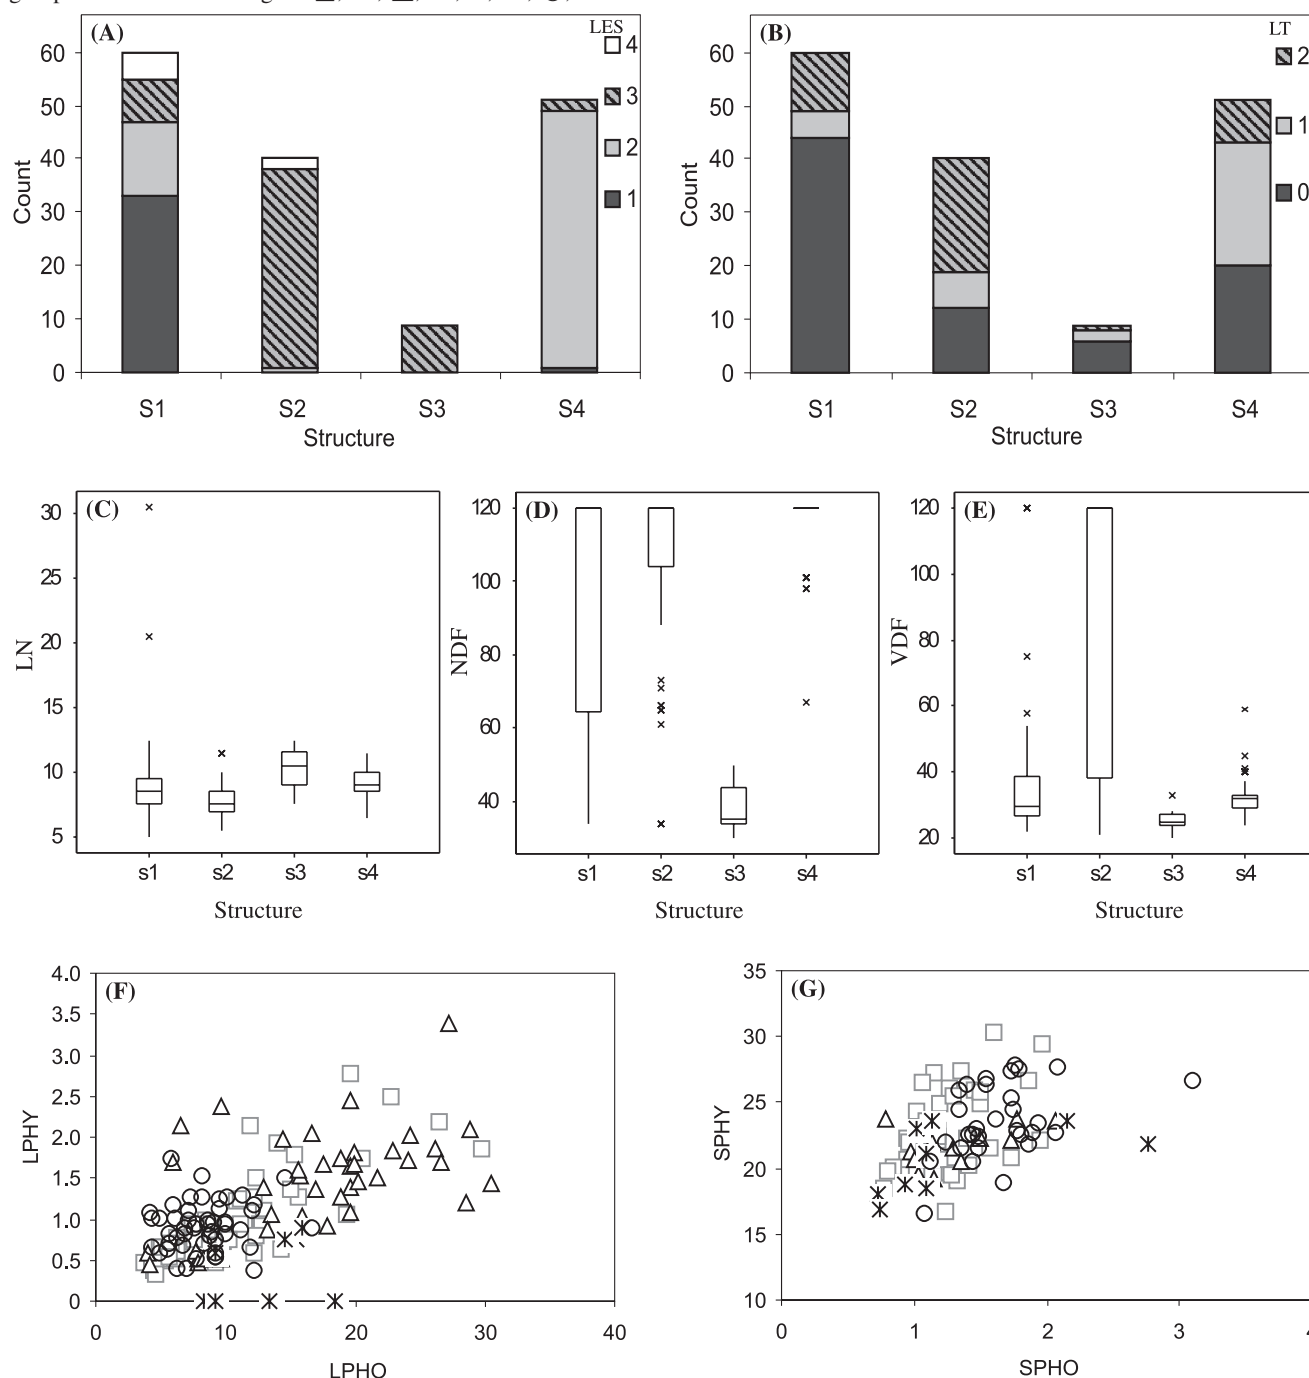 (A)
LES
4
3
2
1
60
50
40
30
20
10
0
Count
S1 S2 S3 S4
Structure
(B)
LT
2
1
0
60
50
40
30
20
10
0
Count
S1 S2 S3 S4
Structure
(C)
30
25
20
15
10
5
LN
s1 s2 s3 s4
Structure
(D)
120
100
80
60
40
NDF
s1 s2 s3 s4
Structure
(E)
120
100
80
60
40
20
VDF
s1 s2 s3 s4
Structure
(F)
4.0
3.5
3.0
2.5
2.0
1.5
1.0
0.5
0
LPHY
0 10 20 30 40
LPHO
(G)
35
30
25
20
15
10
SPHY
0 1 2 3 4
SPHO